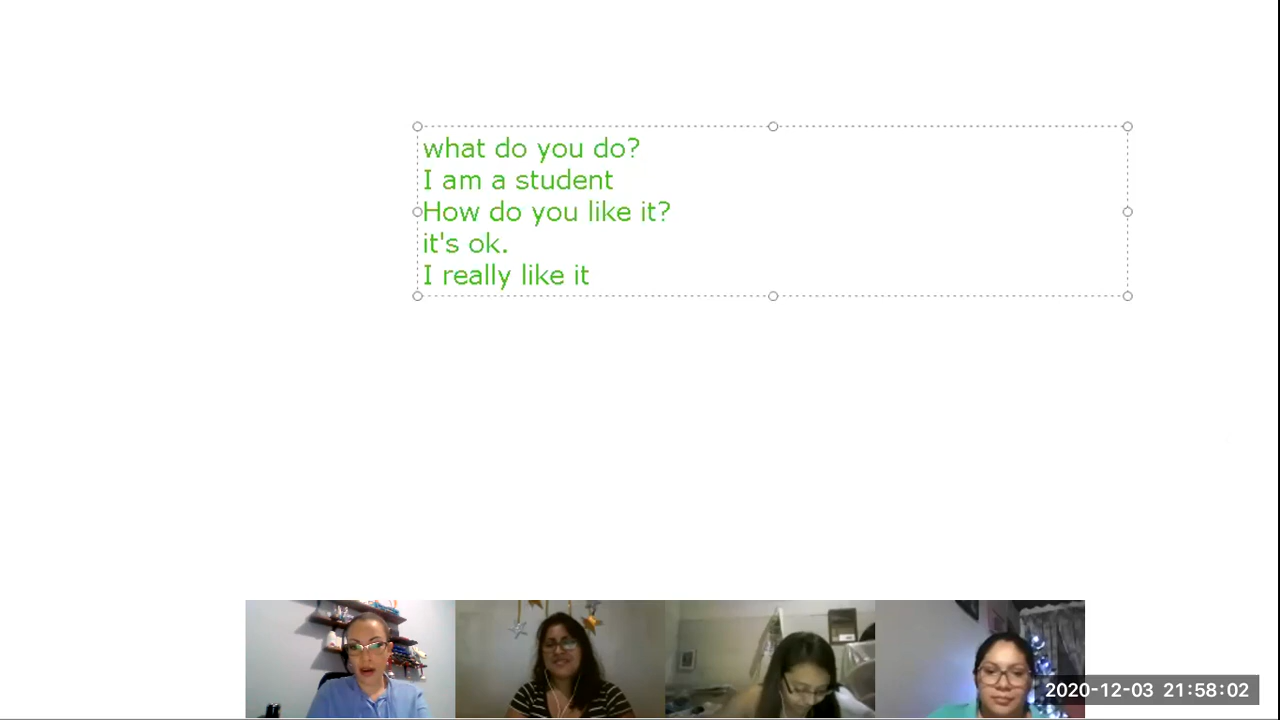 what do you do?
I am a student
How do you like it?
it's ok.
I really like it
2020-12-03 21:58:02